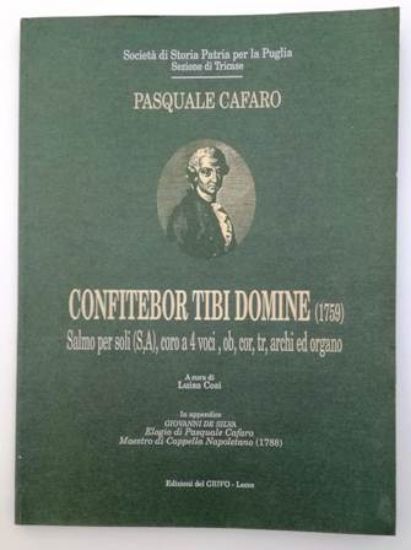 Società di Storia Patria per la Puglia
Sezione di Tricase
PASQUALE CAFARO
CONFITEBOR TIBI DOMINE (1759)
Salmo per soli (S,A), coro a 4 voci , ob, cor, tr, archi ed organo
A cura di
Luisa Cosi
In appendice
GIOVANNI DE SILVA
Elogio di Pasquale Cafaro
Maestro di Cappella Napoletano (1788)
Edizioni del GRIFO - Lecce